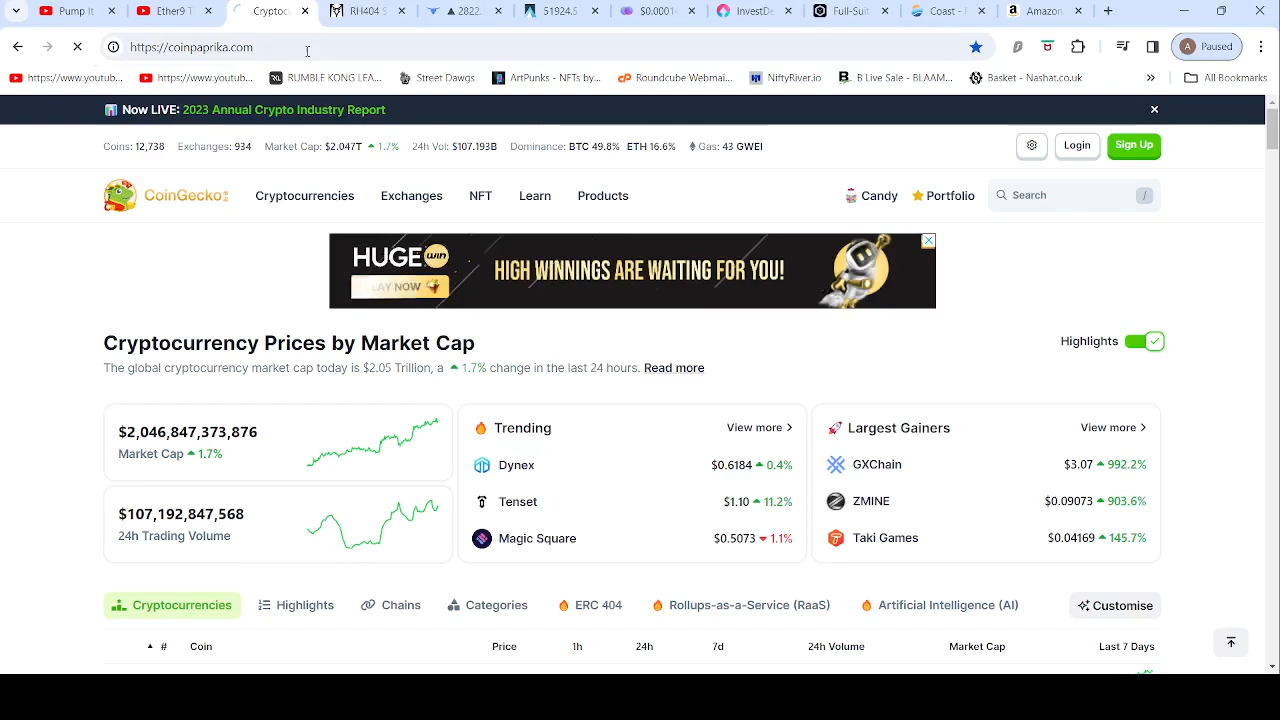 Pump It
Ether9 T
Cryptoc
RH404 S
▲ 282.
51924.9
$0.0001
InvestDe
Full-Suit
Coast - F
Amazon
https://coinpaprika.com
A Paused
https://www.youtub...
https://www.youtub...
RUMBLE KONG LEA...
Street Dawgs
ArtPunks - NFTs by...
Roundcube Webmai...
NiftyRiver.io
B Live Sale - BLAAM...
Basket - Nashat.co.uk
»
All Bookmarks
Now LIVE: 2023 Annual Crypto Industry Report
Coins: 12,738 Exchanges: 934 Market Cap: $2.047T ▲ 1.7% 24h Vol: $107.193B Dominance: BTC 49.8% ETH 16.6% Gas: 43 GWEI
Login
Sign Up
CoinGecko
Cryptocurrencies
Exchanges
NFT
Learn
Products
Candy
Portfolio
Search
/
HUGE win
PLAY NOW
HIGH WINNINGS ARE WAITING FOR YOU!
Cryptocurrency Prices by Market Cap
Highlights
The global cryptocurrency market cap today is $2.05 Trillion, a ▲ 1.7% change in the last 24 hours. Read more
$2,046,847,373,876
Market Cap ▲ 1.7%
$107,192,847,568
24h Trading Volume
Trending
View more >
Dynex $0.6184 ▲ 0.4%
Tenset $1.10 ▲ 11.2%
Magic Square $0.5073 ▼ 1.1%
Largest Gainers
View more >
GXChain $3.07 ▲ 992.2%
ZMINE $0.09073 ▲ 903.6%
Taki Games $0.04169 ▲ 145.7%
Cryptocurrencies
Highlights
Chains
Categories
ERC 404
Rollups-as-a-Service (RaaS)
Artificial Intelligence (AI)
Customise
▲ # Coin Price 1h 24h 7d 24h Volume Market Cap Last 7 Days